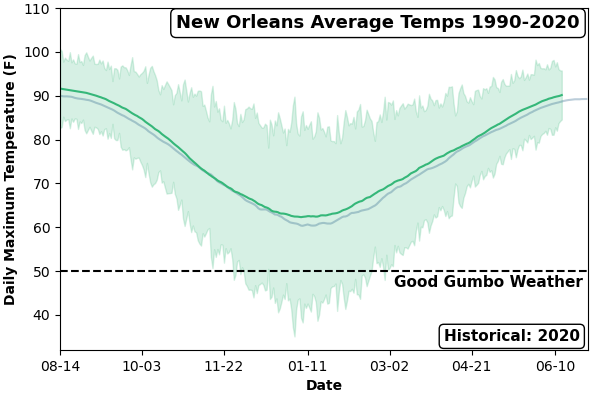 New Orleans Average Temps 1990-2020
Daily Maximum Temperature (F)
110
100
90
80
70
60
50
40
Good Gumbo Weather
Historical: 2020
08-14 10-03 11-22 01-11 03-02 04-21 06-10
Date